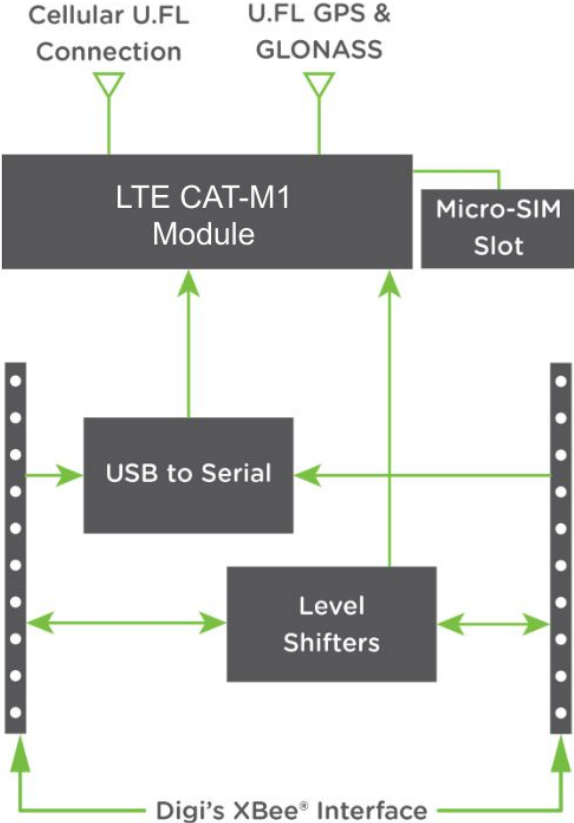 Cellular U.FL
Connection
U.FL GPS &
GLONASS
LTE CAT-M1
Module
Micro-SIM
Slot
USB to Serial
Level
Shifters
Digi's XBee® Interface